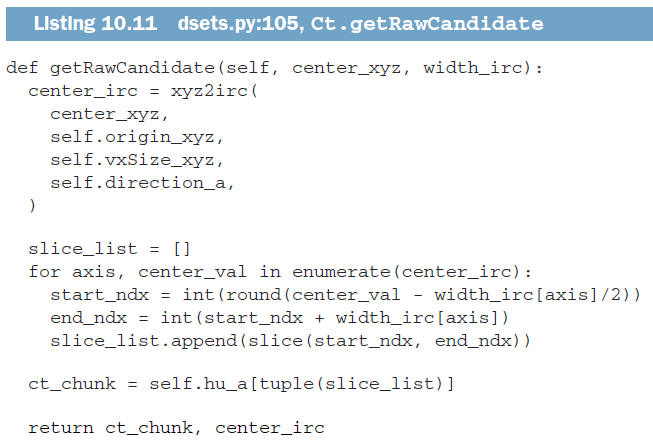 Listing 10.11 dsets.py:105, Ct.getRawCandidate
def getRawCandidate(self, center_xyz, width_irc):
  center_irc = xyz2irc(
    center_xyz,
    self.origin_xyz,
    self.vxSize_xyz,
    self.direction_a,
  )
  slice_list = []
  for axis, center_val in enumerate(center_irc):
    start_ndx = int(round(center_val - width_irc[axis]/2))
    end_ndx = int(start_ndx + width_irc[axis])
    slice_list.append(slice(start_ndx, end_ndx))
  ct_chunk = self.hu_a[tuple(slice_list)]
  return ct_chunk, center_irc